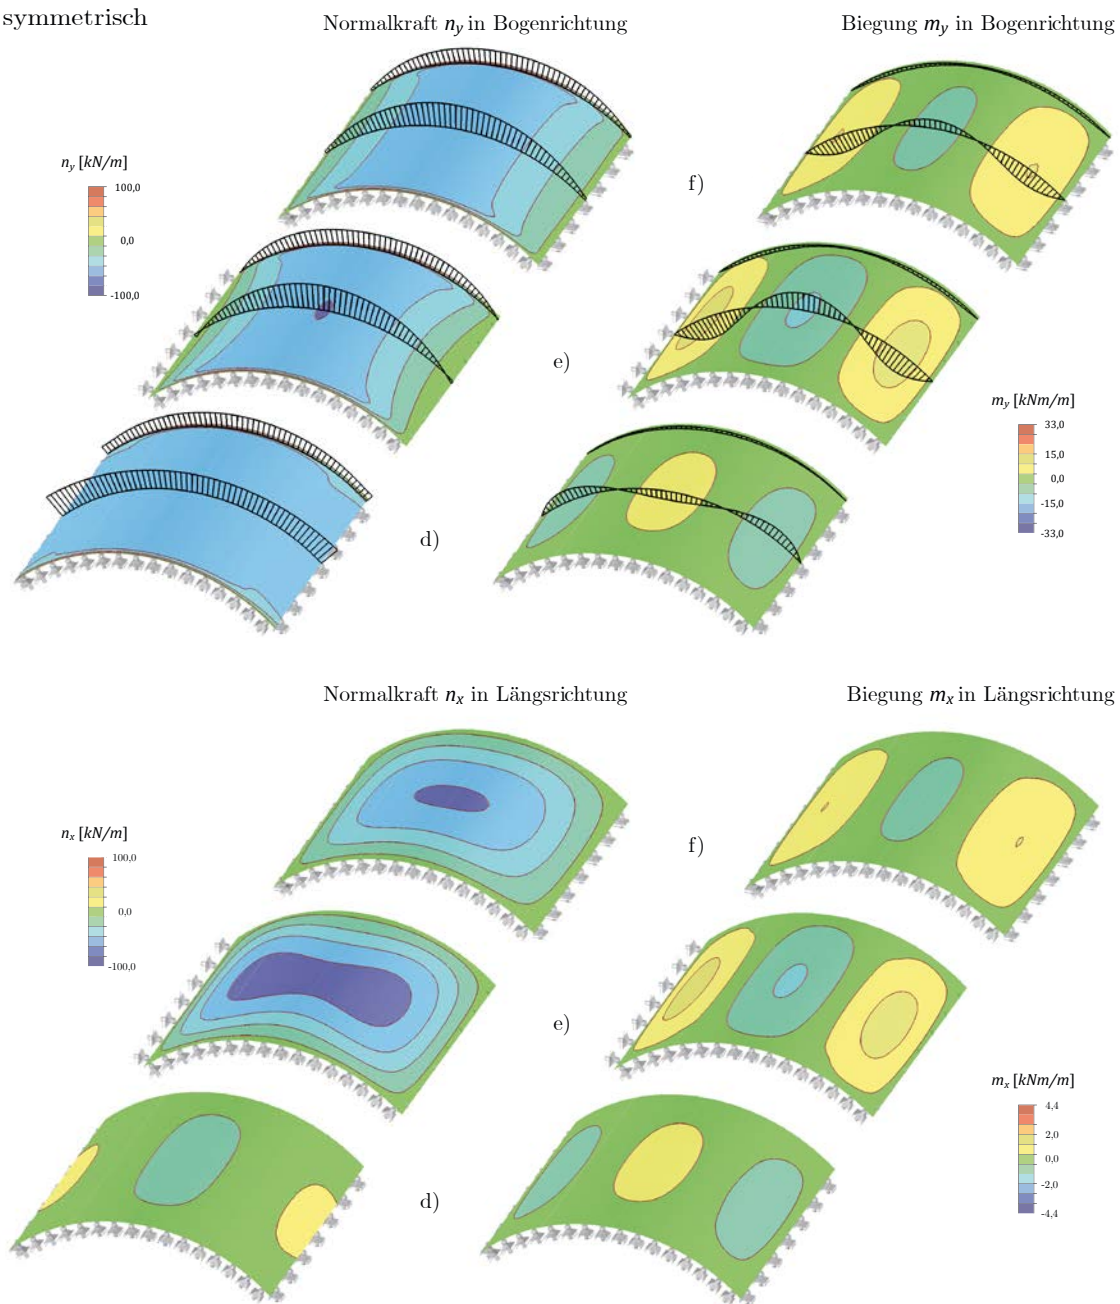 symmetrisch
Normalkraft n_y in Bogenrichtung
Biegung m_y in Bogenrichtung
n_y [kN/m]
100,0
0,0
-100,0
f)
e)
m_y [kNm/m]
33,0
15,0
0,0
-15,0
-33,0
d)
Normalkraft n_x in Längsrichtung
Biegung m_x in Längsrichtung
n_x [kN/m]
100,0
0,0
-100,0
f)
e)
m_x [kNm/m]
4,4
2,0
0,0
-2,0
-4,4
d)